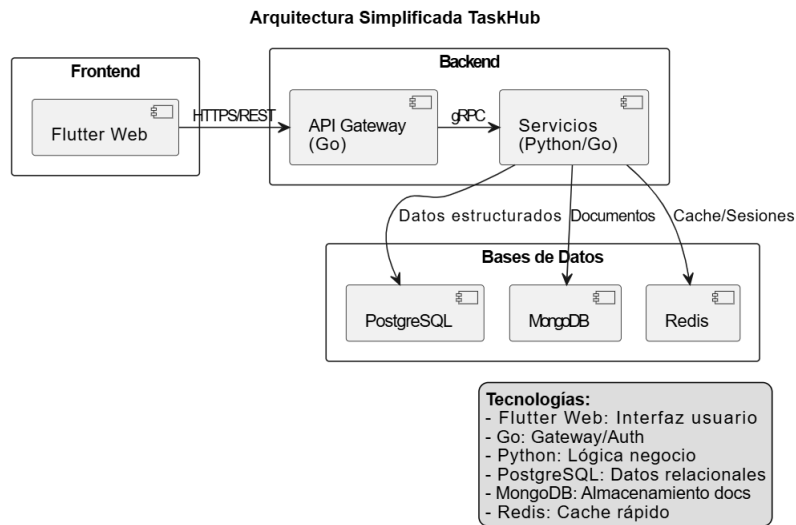 Arquitectura Simplificada TaskHub
Frontend
Backend
Flutter Web
HTTPS/REST
API Gateway
(Go)
gRPC
Servicios
(Python/Go)
Datos estructurados
Documentos
Cache/Sesiones
Bases de Datos
PostgreSQL
MongoDB
Redis
Tecnologías:
- Flutter Web: Interfaz usuario
- Go: Gateway/Auth
- Python: Lógica negocio
- PostgreSQL: Datos relacionales
- MongoDB: Almacenamiento docs
- Redis: Cache rápido